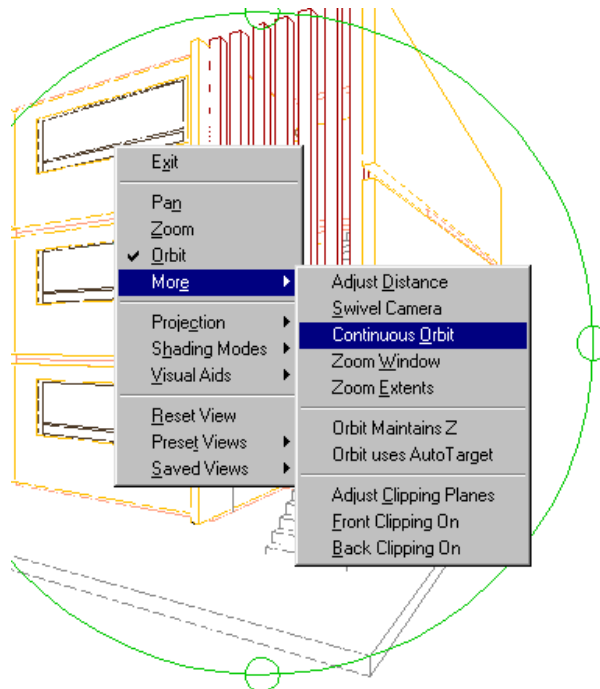 Exit
Pan
Zoom
Orbit
More
Projection
Shading Modes
Visual Aids
Reset View
Preset Views
Saved Views
Adjust Distance
Swivel Camera
Continuous Orbit
Zoom Window
Zoom Extents
Orbit Maintains Z
Orbit uses AutoTarget
Adjust Clipping Planes
Front Clipping On
Back Clipping On